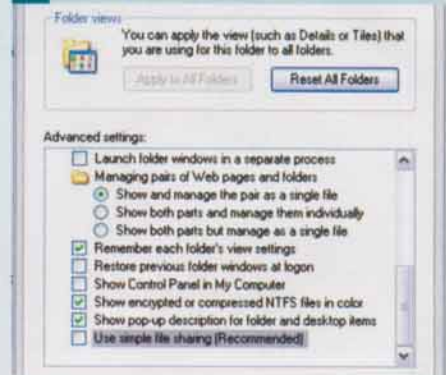 Folder views
You can apply the view (such as Details or Tiles) that
you are using for this folder to all folders.
Apply to All Folders
Reset All Folders
Advanced settings:
Launch folder windows in a separate process
Managing pairs of Web pages and folders
Show and manage the pair as a single file
Show both parts and manage them individually
Show both parts but manage as a single file
Remember each folder's view settings
Restore previous folder windows at logon
Show Control Panel in My Computer
Show encrypted or compressed NTFS files in color
Show pop-up description for folder and desktop items
Use simple file sharing (Recommended)